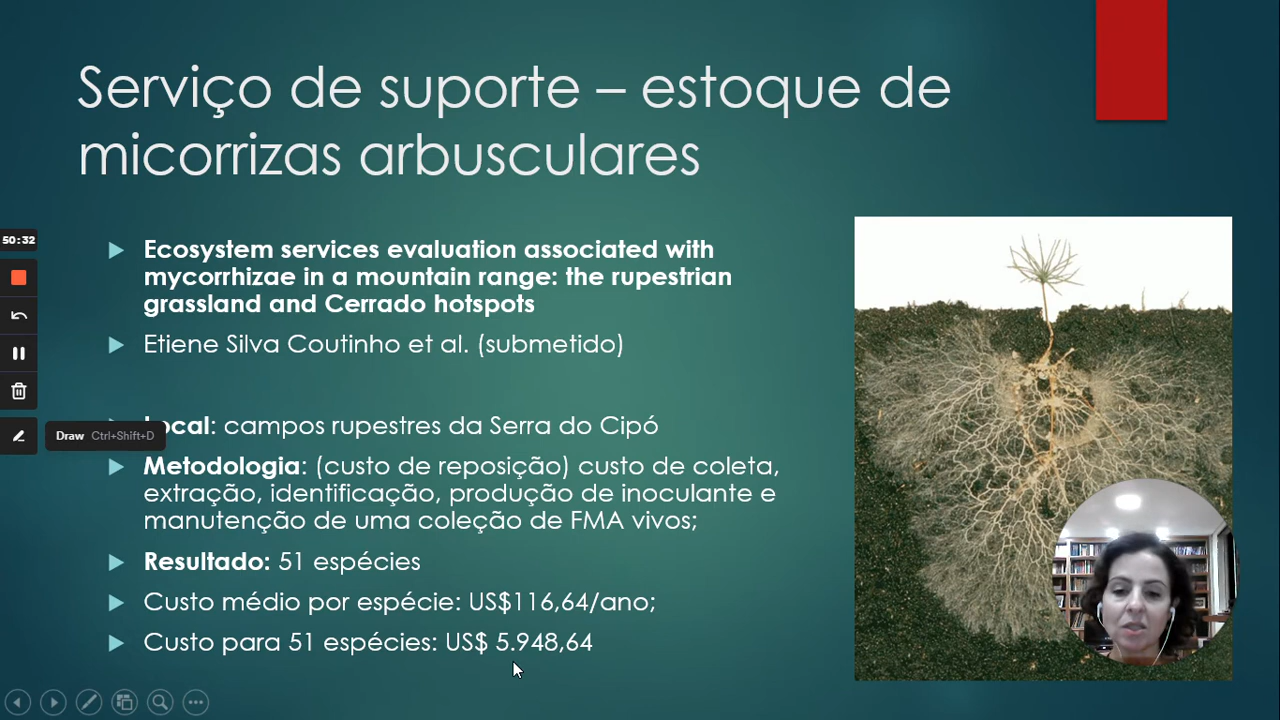 Serviço de suporte – estoque de
micorrizas arbusculares
Ecosystem services evaluation associated with
mycorrhizae in a mountain range: the rupestrian
grassland and Cerrado hotspots
Etiene Silva Coutinho et al. (submetido)
50:32
Draw Ctrl+Shift+D
ocal: campos rupestres da Serra do Cipó
Metodologia: (custo de reposição) custo de coleta,
extração, identificação, produção de inoculante e
manutenção de uma coleção de FMA vivos;
Resultado: 51 espécies
Custo médio por espécie: US$116,64/ano;
Custo para 51 espécies: US$ 5.948,64